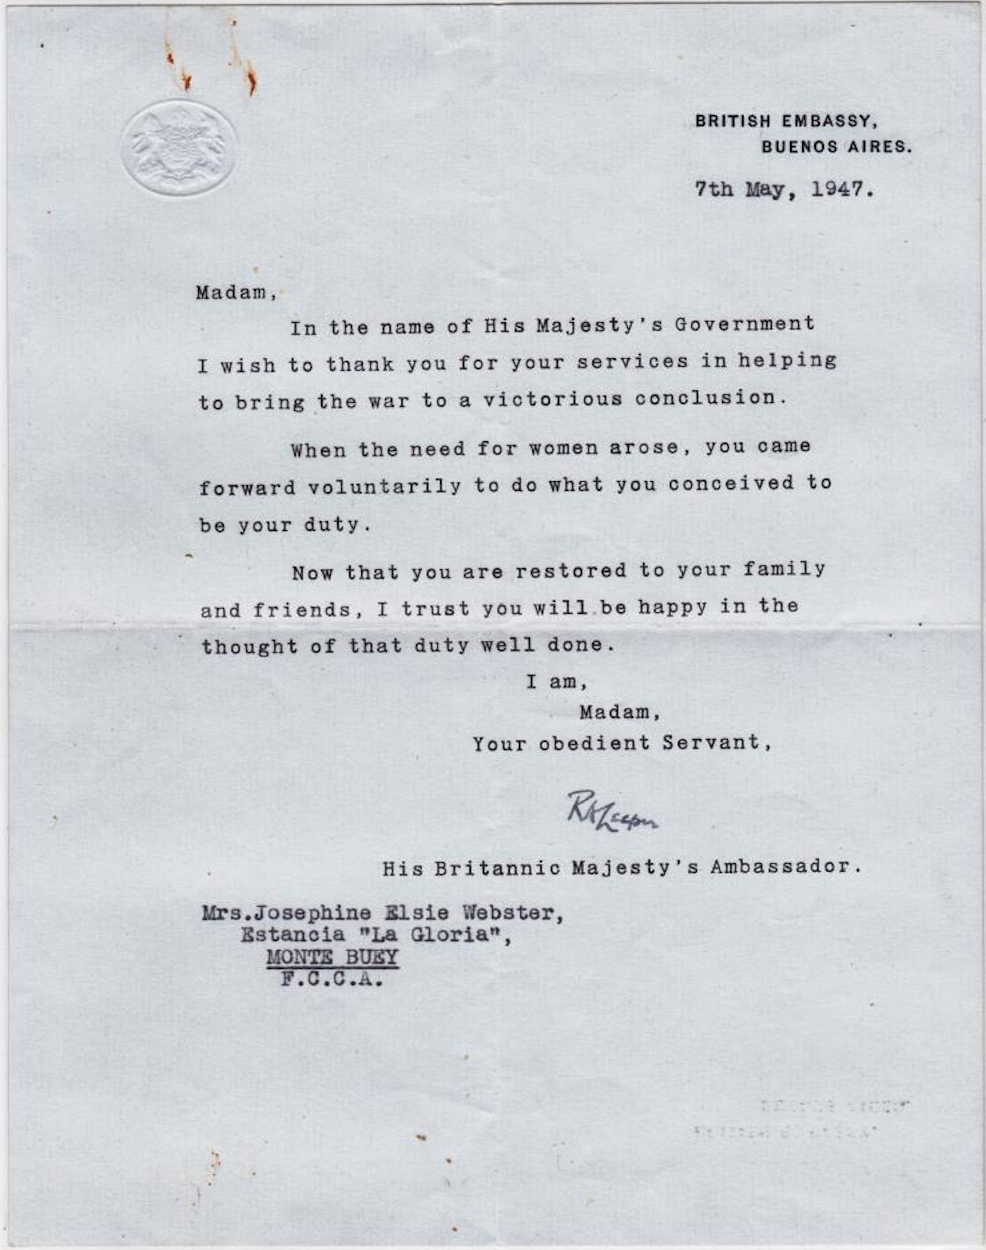 BRITISH EMBASSY,
BUENOS AIRES.
7th May, 1947.
Madam,
In the name of His Majesty's Government
I wish to thank you for your services in helping
to bring the war to a victorious conclusion.
When the need for women arose, you came
forward voluntarily to do what you conceived to
be your duty.
Now that you are restored to your family
and friends, I trust you will be happy in the
thought of that duty well done.
I am,
Madam,
Your obedient Servant,
His Britannic Majesty's Ambassador.
Mrs.Josephine Elsie Webster,
Estancia "La Gloria",
MONTE BUEY
F.C.C.A.